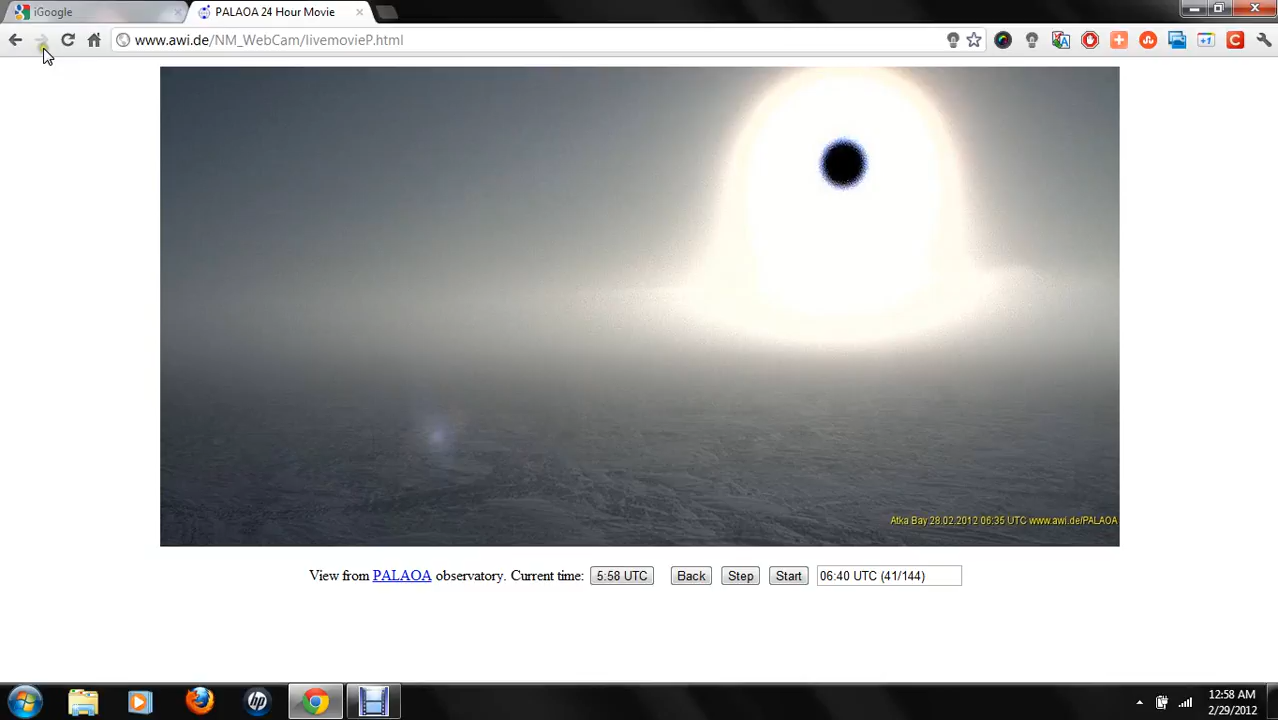 iGoogle
PALAOA 24 Hour Movie
www.awi.de/NM_WebCam/livemovieP.html
Atka Bay 28.02.2012 06:35 UTC www.awi.de/PALAOA
View from PALAOA observatory. Current time: 5:58 UTC Back Step Start 06:40 UTC (41/144)
12:58 AM
2/29/2012